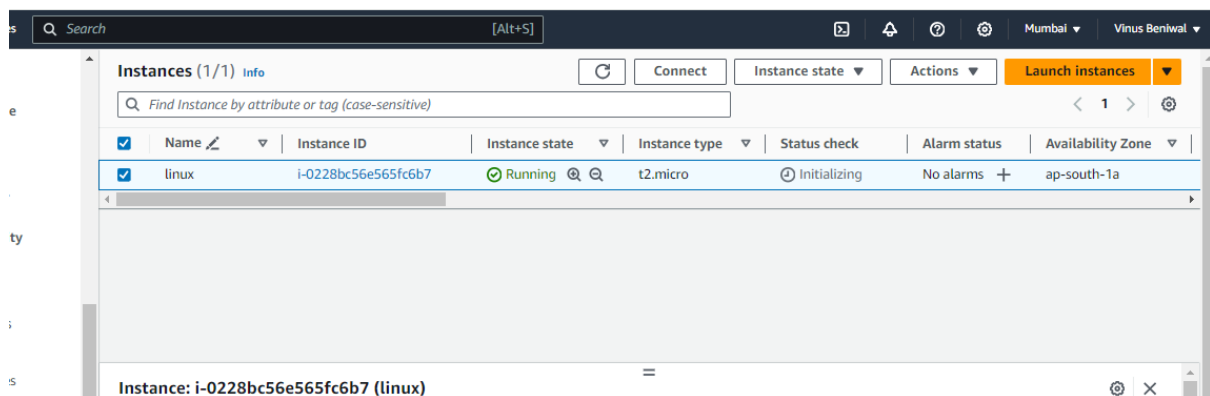 es Search [Alt+S] Mumbai Vinus Beniwal
Instances (1/1) Info Connect Instance state Actions Launch instances
Find Instance by attribute or tag (case-sensitive) 1
e
Name Instance ID Instance state Instance type Status check Alarm status Availability Zone
linux i-0228bc56e565fc6b7 Running t2.micro Initializing No alarms + ap-south-1a
ty
s
es
Instance: i-0228bc56e565fc6b7 (linux)